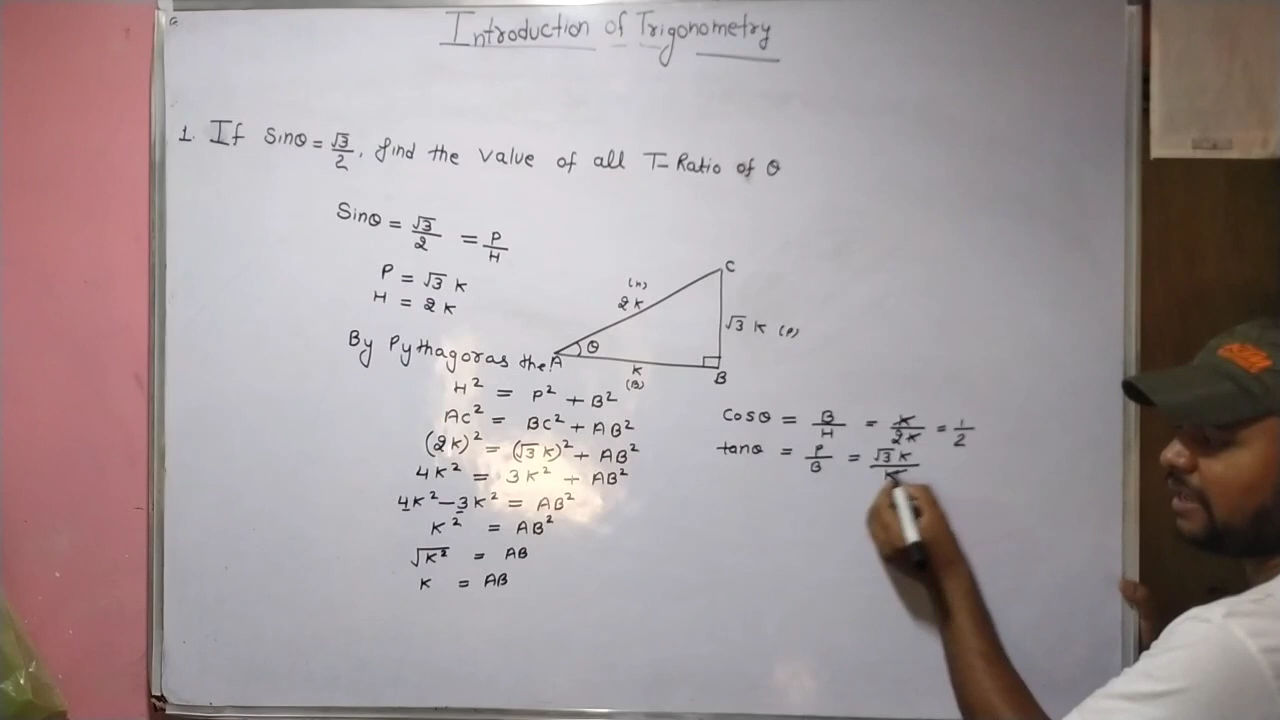 Introduction of Trigonometry
1. If Sinθ = √3/2, find the value of all T-Ratio of θ
Sinθ = √3/2 = P/H
P = √3 K
H = 2K
By Pythagoras the.
H² = P² + B²
AC² = BC² + AB²
(2K)² = (√3 K)² + AB²
4K² = 3K² + AB²
4K² - 3K² = AB²
K² = AB²
√K² = AB
K = AB
C
(H)
2K
√3 K (P)
A
θ
K
(B)
B
Cosθ = B/H = K/2K = 1/2
tanθ = P/B = √3 K/K